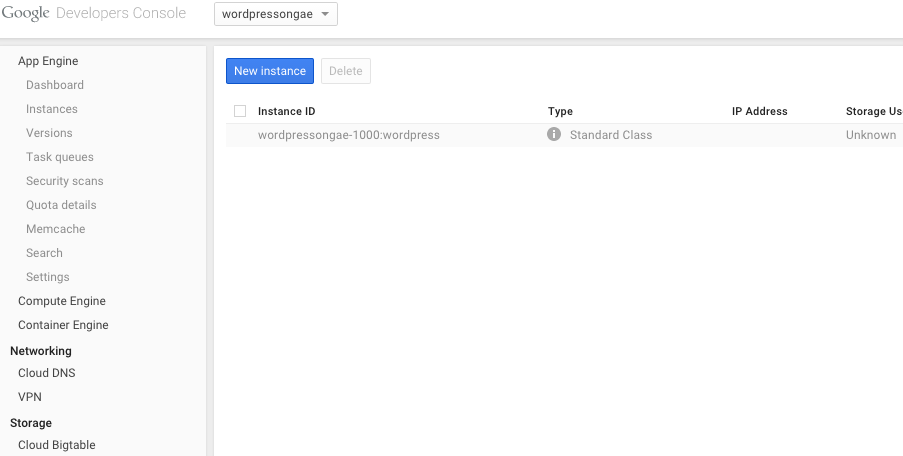 Google Developers Console wordpressongae
App Engine
Dashboard
Instances
Versions
Task queues
Security scans
Quota details
Memcache
Search
Settings
Compute Engine
Container Engine
Networking
Cloud DNS
VPN
Storage
Cloud Bigtable
New instance Delete
Instance ID Type IP Address Storage Us
wordpressongae-1000:wordpress Standard Class Unknown